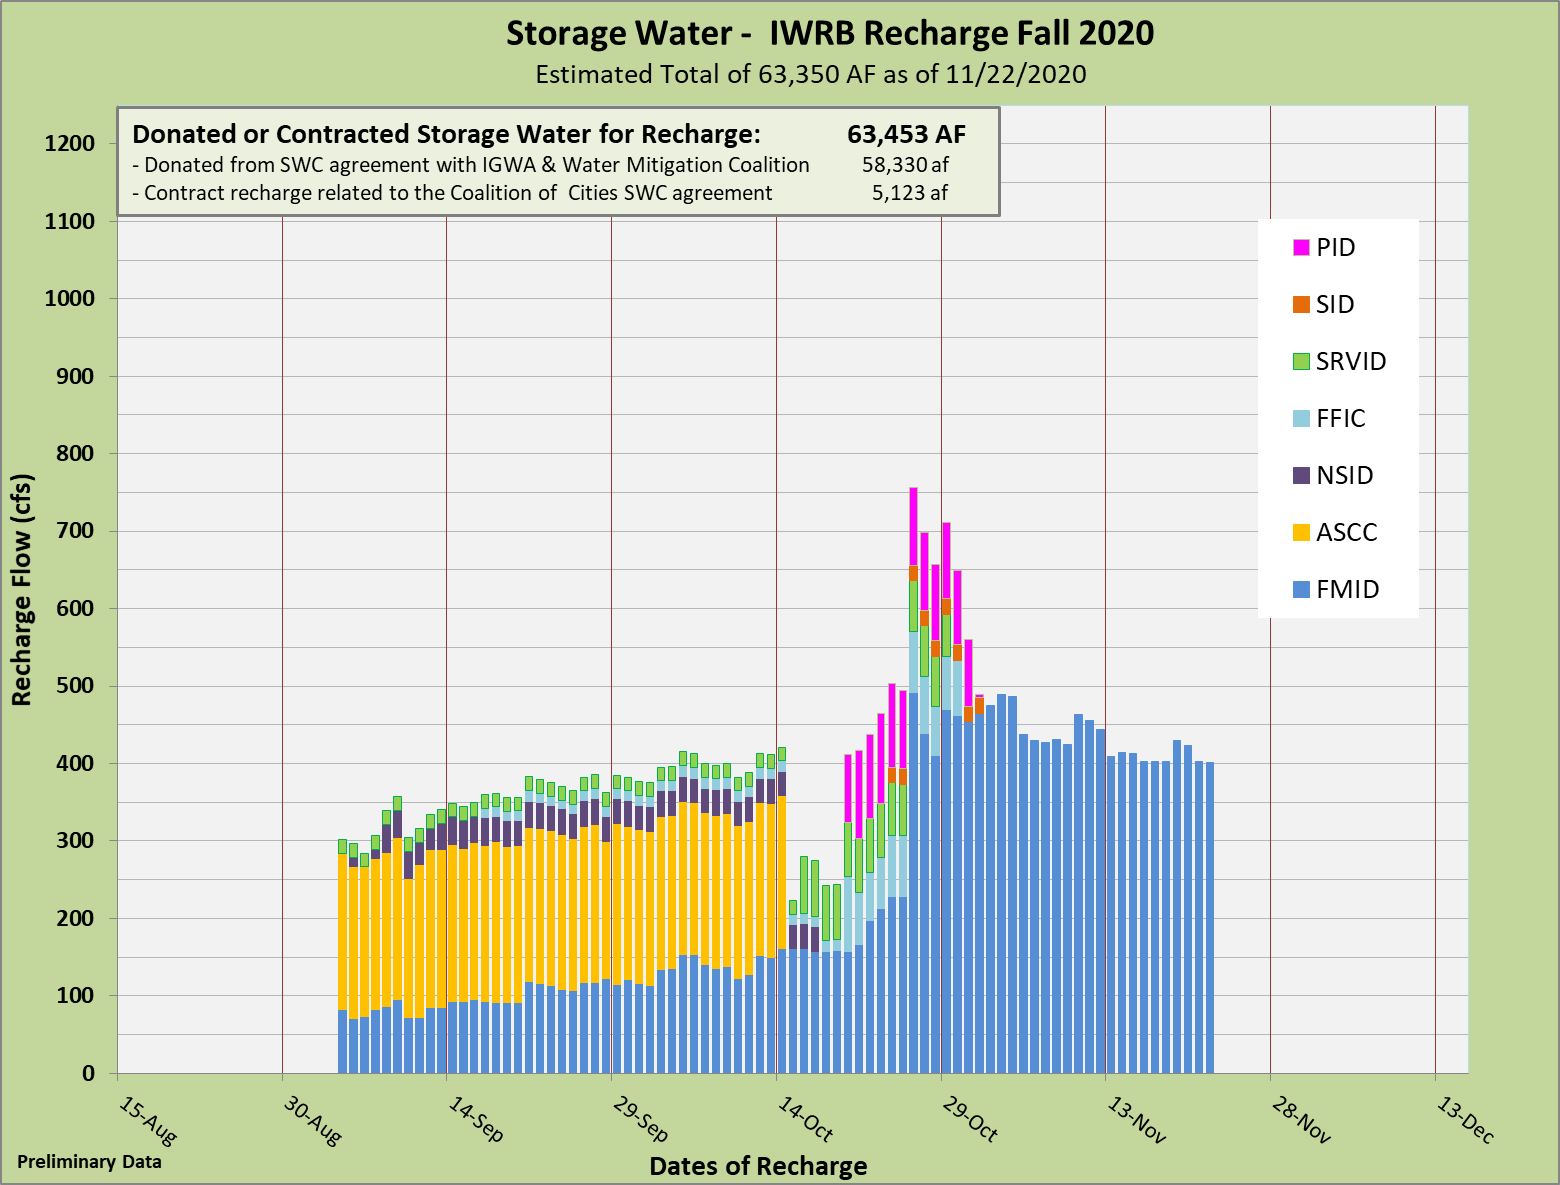 Storage Water -  IWRB Recharge Fall 2020
Estimated Total of 63,350 AF as of 11/22/2020
Donated or Contracted Storage Water for Recharge: 63,453 AF
- Donated from SWC agreement with IGWA & Water Mitigation Coalition 58,330 af
- Contract recharge related to the Coalition of  Cities SWC agreement 5,123 af
1200
1100
1000
900
800
700
600
500
400
300
200
100
0
Recharge Flow (cfs)
PID
SID
SRVID
FFIC
NSID
ASCC
FMID
15-Aug
30-Aug
14-Sep
29-Sep
14-Oct
29-Oct
13-Nov
28-Nov
13-Dec
Dates of Recharge
Preliminary Data